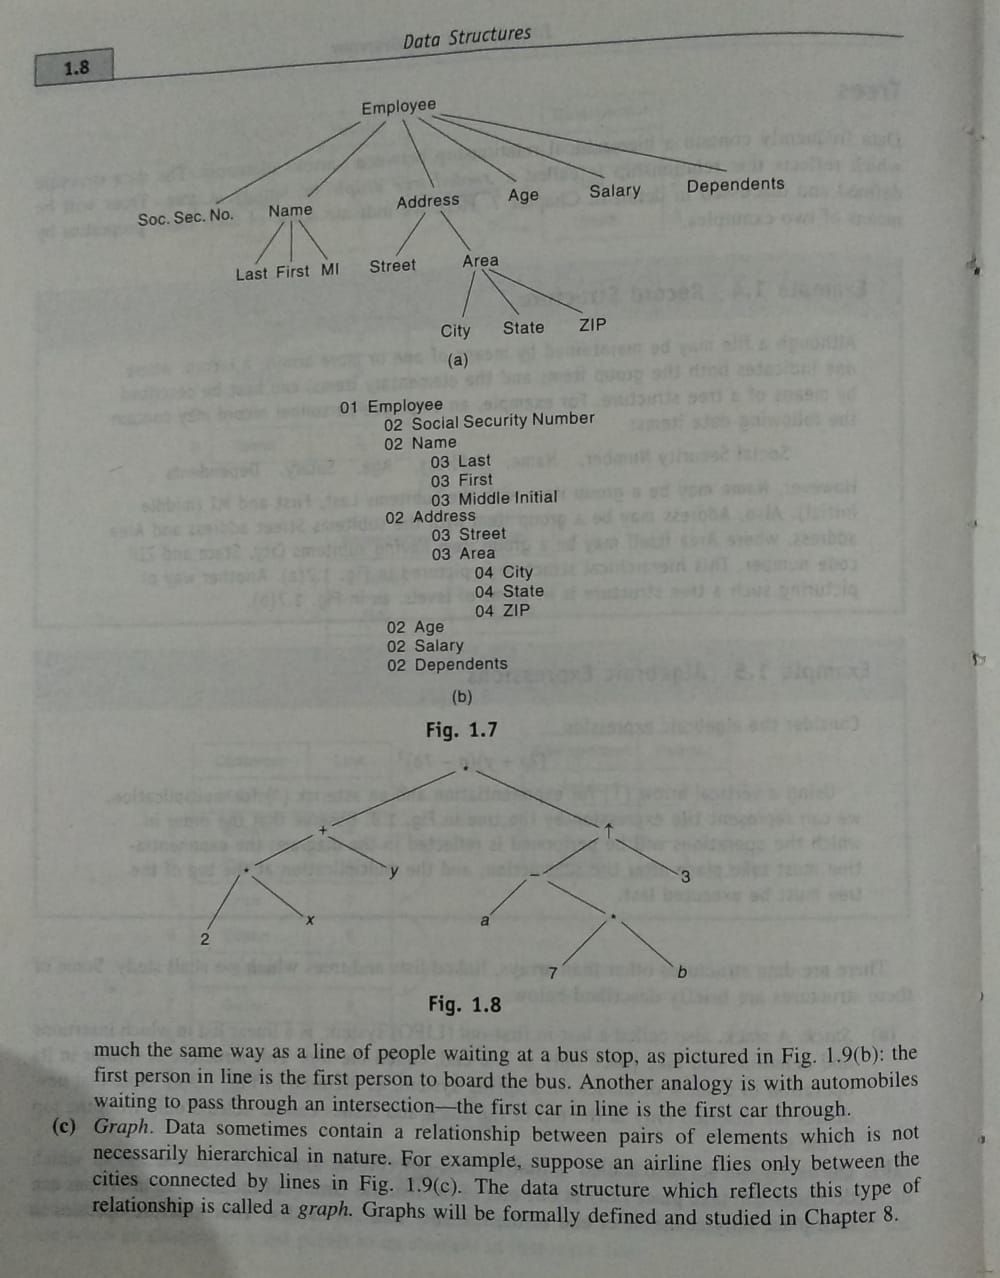 Data Structures
1.8
Employee
Soc. Sec. No. Name Address Age Salary Dependents
Last First MI Street Area
City State ZIP
(a)
01 Employee
02 Social Security Number
02 Name
03 Last
03 First
03 Middle Initial
02 Address
03 Street
03 Area
04 City
04 State
04 ZIP
02 Age
02 Salary
02 Dependents
(b)
Fig. 1.7
*
+ ↑
* y − 3
2 x a *
7 b
Fig. 1.8
much the same way as a line of people waiting at a bus stop, as pictured in Fig. 1.9(b): the
first person in line is the first person to board the bus. Another analogy is with automobiles
waiting to pass through an intersection—the first car in line is the first car through.
(c) Graph. Data sometimes contain a relationship between pairs of elements which is not
necessarily hierarchical in nature. For example, suppose an airline flies only between the
cities connected by lines in Fig. 1.9(c). The data structure which reflects this type of
relationship is called a graph. Graphs will be formally defined and studied in Chapter 8.